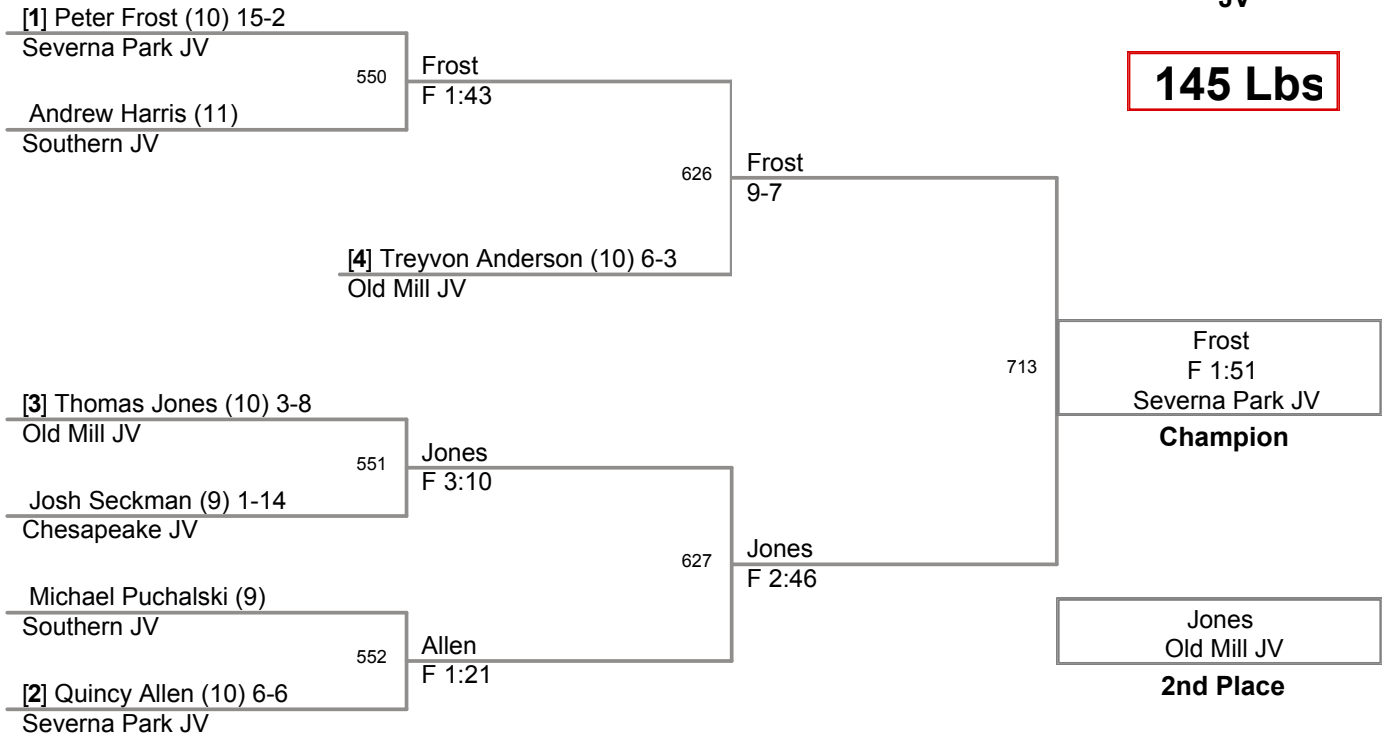 JV
145 Lbs
[1] Peter Frost (10) 15-2
Severna Park JV
550
Frost
F 1:43
Andrew Harris (11)
Southern JV
626
Frost
9-7
[4] Treyvon Anderson (10) 6-3
Old Mill JV
713
Frost
F 1:51
Severna Park JV
Champion
[3] Thomas Jones (10) 3-8
Old Mill JV
551
Jones
F 3:10
Josh Seckman (9) 1-14
Chesapeake JV
627
Jones
F 2:46
Michael Puchalski (9)
Southern JV
552
Allen
F 1:21
[2] Quincy Allen (10) 6-6
Severna Park JV
Jones
Old Mill JV
2nd Place